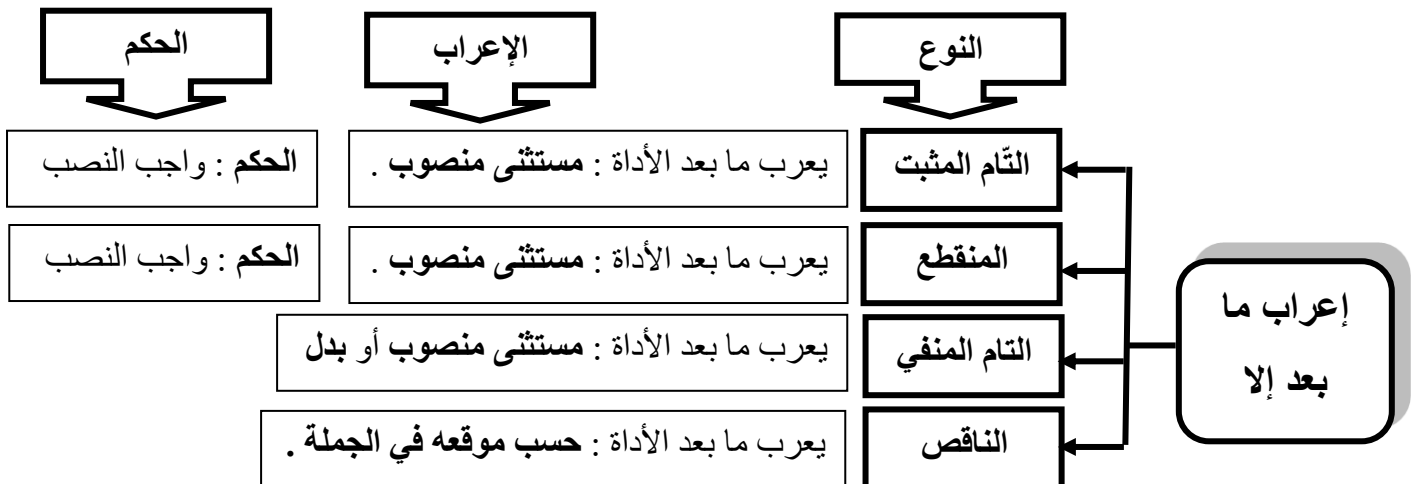 النوع
الإعراب
الحكم
التّام المثبت
يعرب ما بعد الأداة : مستثنى منصوب .
الحكم : واجب النصب
المنقطع
يعرب ما بعد الأداة : مستثنى منصوب .
الحكم : واجب النصب
التام المنفي
يعرب ما بعد الأداة : مستثنى منصوب أو بدل
الناقص
يعرب ما بعد الأداة : حسب موقعه في الجملة .
إعراب ما
بعد إلا